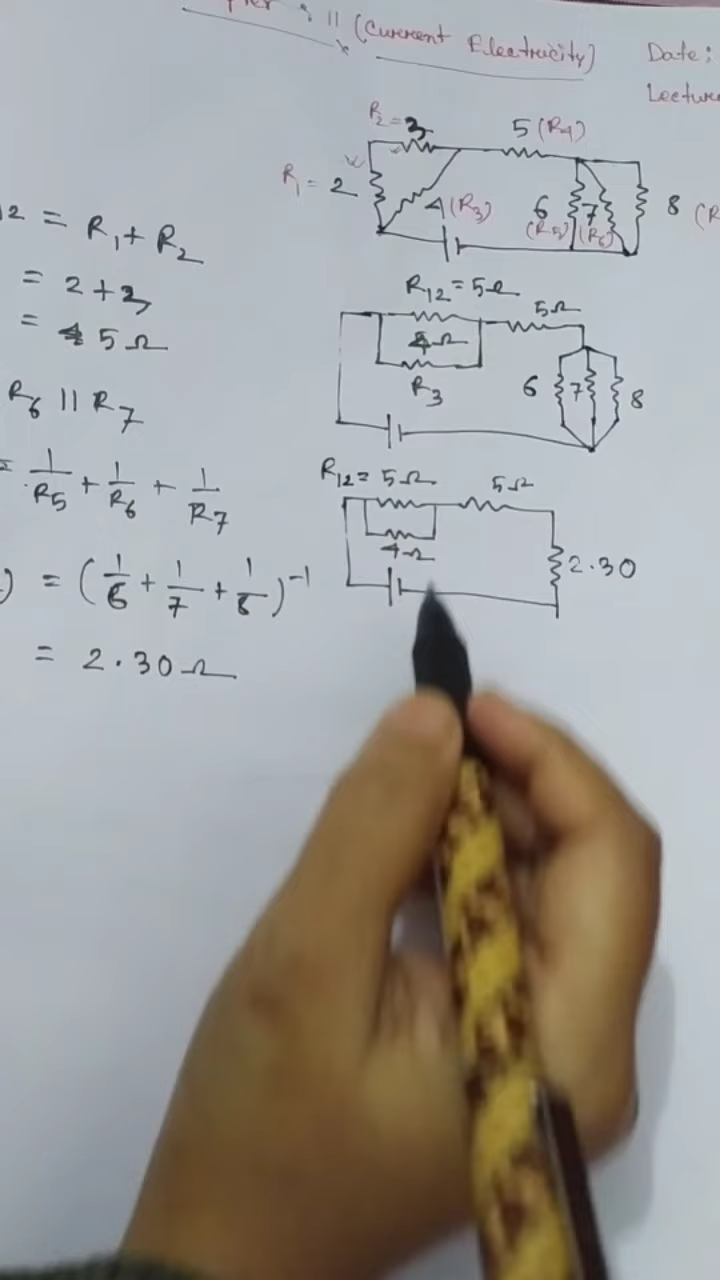 : 11 (Current Electricity)
Date:
R2 = 3
5 (R4)
R1 = 2
4 (R3)
6 (R5)
7 (R6)
8 (R
12 = R1 + R2
= 2 + 3
= 5 Ω
R12 = 5Ω
5Ω
4Ω
R3
6
7
8
R6 || R7
= 1/R5 + 1/R6 + 1/R7
) = (1/6 + 1/7 + 1/8)⁻¹
= 2.30 Ω
R12 = 5Ω
5Ω
4Ω
2.30